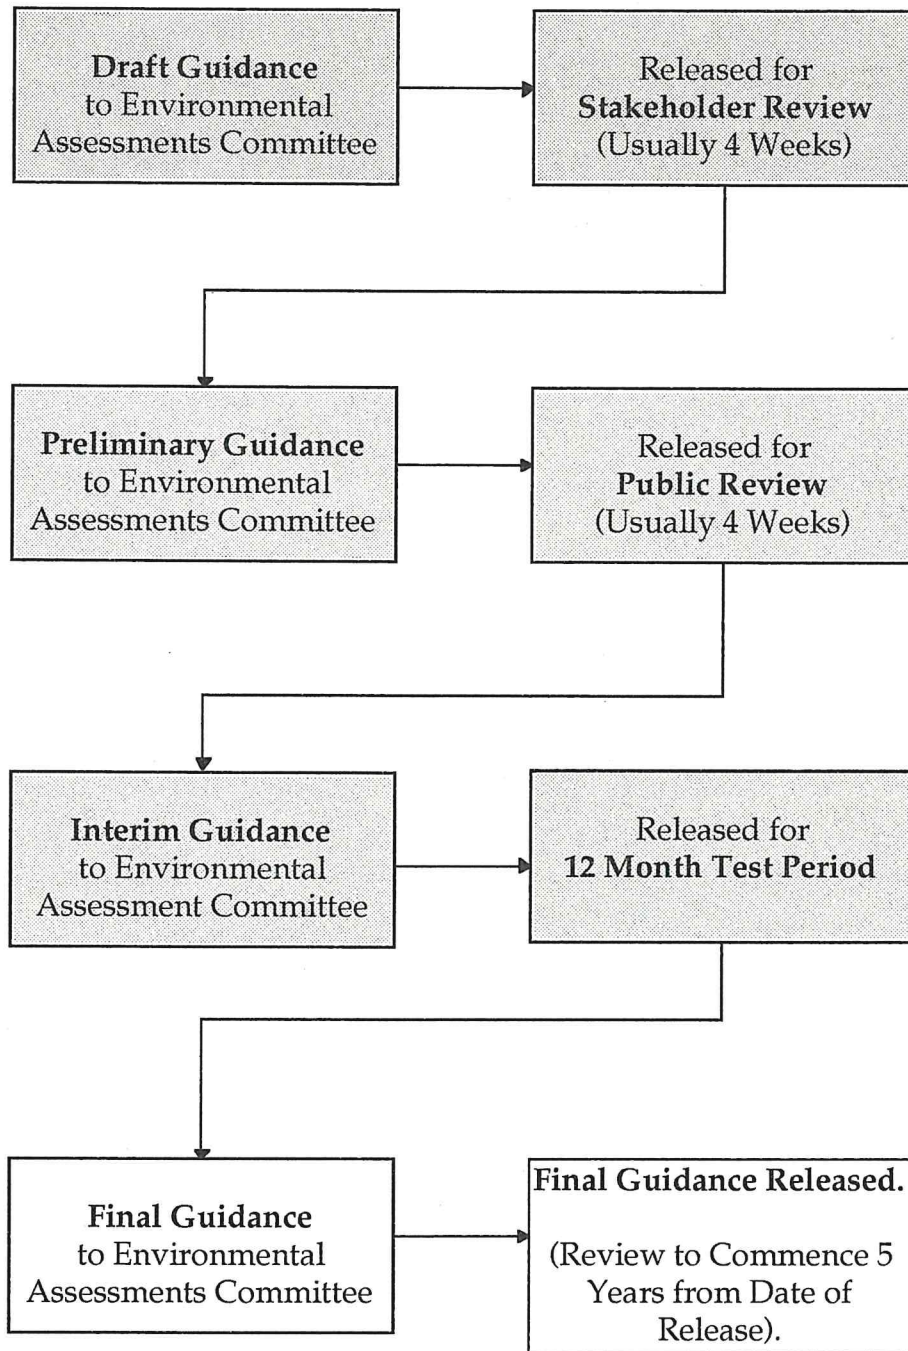 Draft Guidance
to Environmental
Assessments Committee
Released for
Stakeholder Review
(Usually 4 Weeks)
Preliminary Guidance
to Environmental
Assessments Committee
Released for
Public Review
(Usually 4 Weeks)
Interim Guidance
to Environmental
Assessment Committee
Released for
12 Month Test Period
Final Guidance
to Environmental
Assessments Committee
Final Guidance Released.
(Review to Commence 5
Years from Date of
Release).